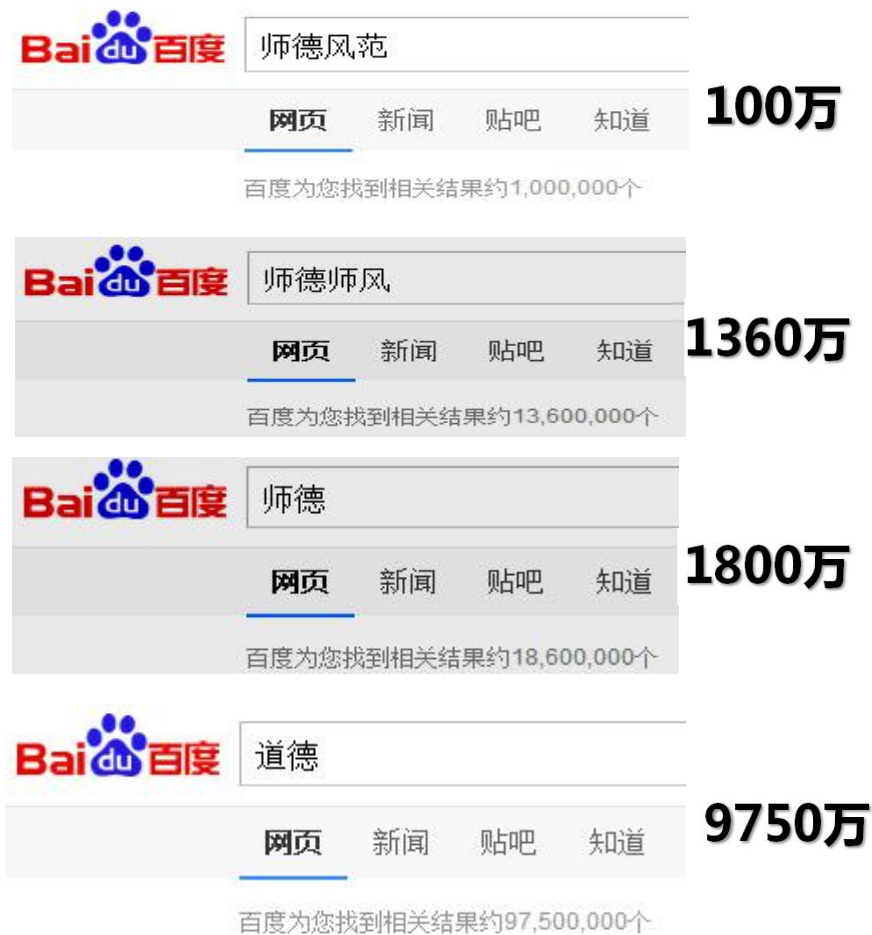 Bai du 百度 师德风范
网页 新闻 贴吧 知道
100万
百度为您找到相关结果约1,000,000个
Bai du 百度 师德师风
网页 新闻 贴吧 知道
1360万
百度为您找到相关结果约13,600,000个
Bai du 百度 师德
网页 新闻 贴吧 知道
1800万
百度为您找到相关结果约18,600,000个
Bai du 百度 道德
网页 新闻 贴吧 知道
9750万
百度为您找到相关结果约97,500,000个